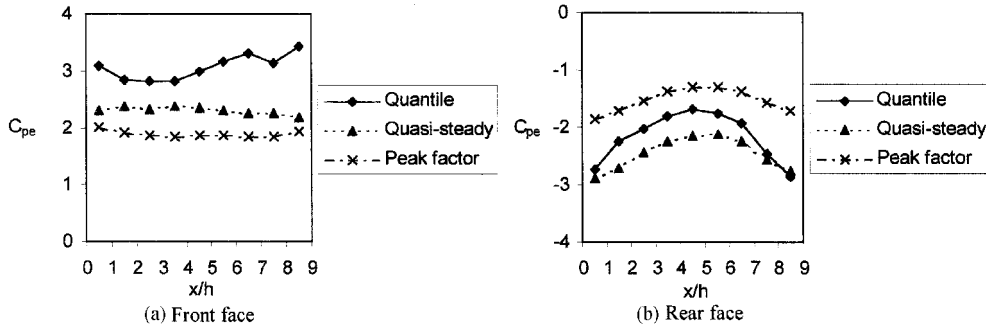 4
3
C_pe 2
1
0
0 1 2 3 4 5 6 7 8 9
x/h
Quantile
Quasi-steady
Peak factor
(a) Front face
0
-1
C_pe -2
-3
-4
0 1 2 3 4 5 6 7 8 9
x/h
Quantile
Quasi-steady
Peak factor
(b) Rear face